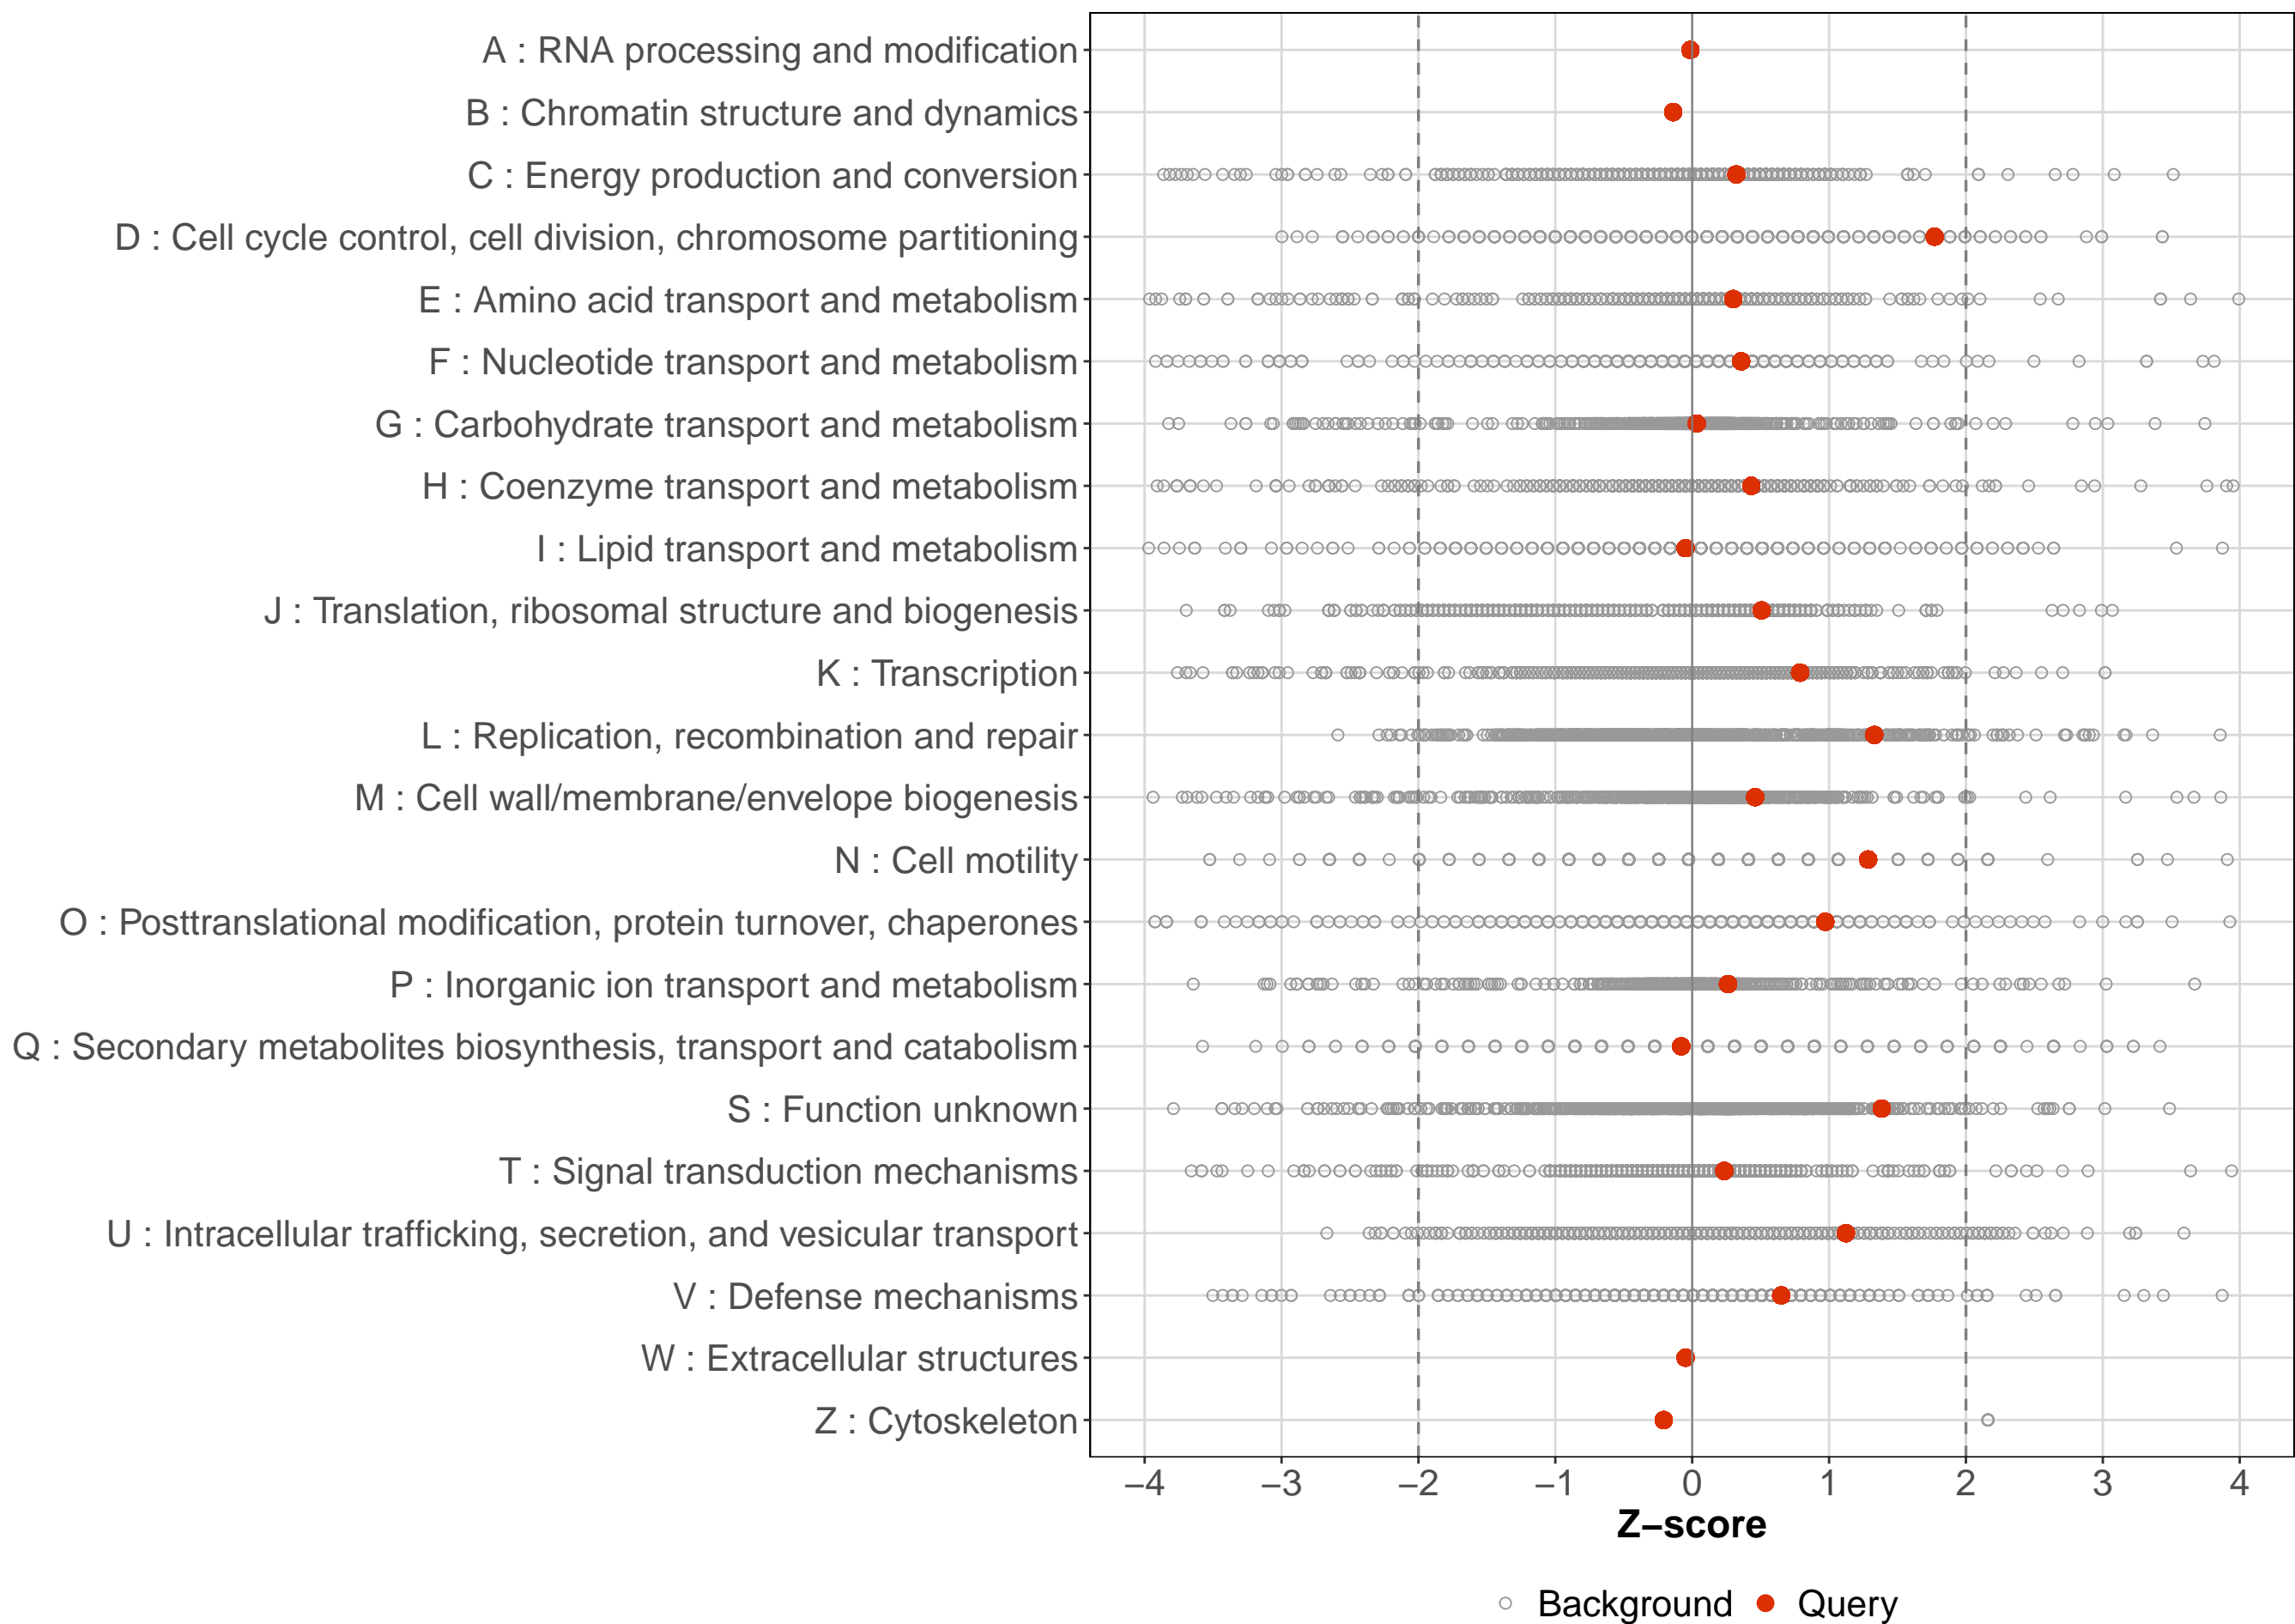 A : RNA processing and modification
B : Chromatin structure and dynamics
C : Energy production and conversion
D : Cell cycle control, cell division, chromosome partitioning
E : Amino acid transport and metabolism
F : Nucleotide transport and metabolism
G : Carbohydrate transport and metabolism
H : Coenzyme transport and metabolism
I : Lipid transport and metabolism
J : Translation, ribosomal structure and biogenesis
K : Transcription
L : Replication, recombination and repair
M : Cell wall/membrane/envelope biogenesis
N : Cell motility
O : Posttranslational modification, protein turnover, chaperones
P : Inorganic ion transport and metabolism
Q : Secondary metabolites biosynthesis, transport and catabolism
S : Function unknown
T : Signal transduction mechanisms
U : Intracellular trafficking, secretion, and vesicular transport
V : Defense mechanisms
W : Extracellular structures
Z : Cytoskeleton
−4 −3 −2 −1 0 1 2 3 4
Z−score
Background Query